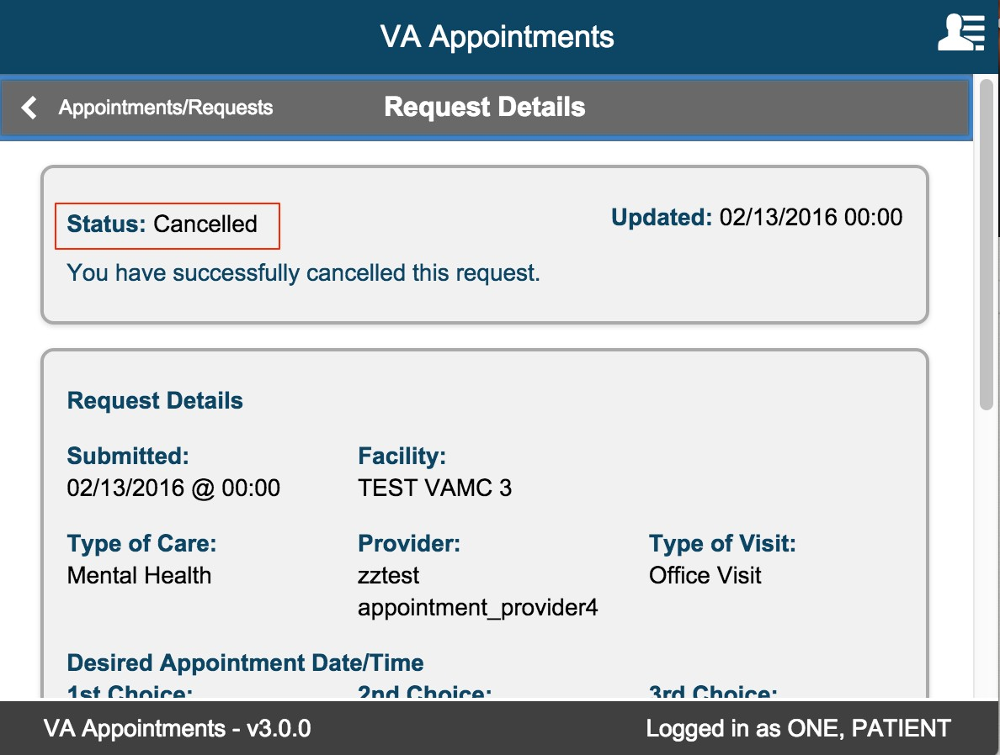 VA Appointments
Appointments/Requests
Request Details
Status: Cancelled
Updated: 02/13/2016 00:00
You have successfully cancelled this request.
Request Details
Submitted:
Facility:
02/13/2016 @ 00:00
TEST VAMC 3
Type of Care:
Provider:
Type of Visit:
Mental Health
zztest
Office Visit
appointment_provider4
Desired Appointment Date/Time
1st Choice:
2nd Choice:
3rd Choice:
VA Appointments - v3.0.0
Logged in as ONE, PATIENT